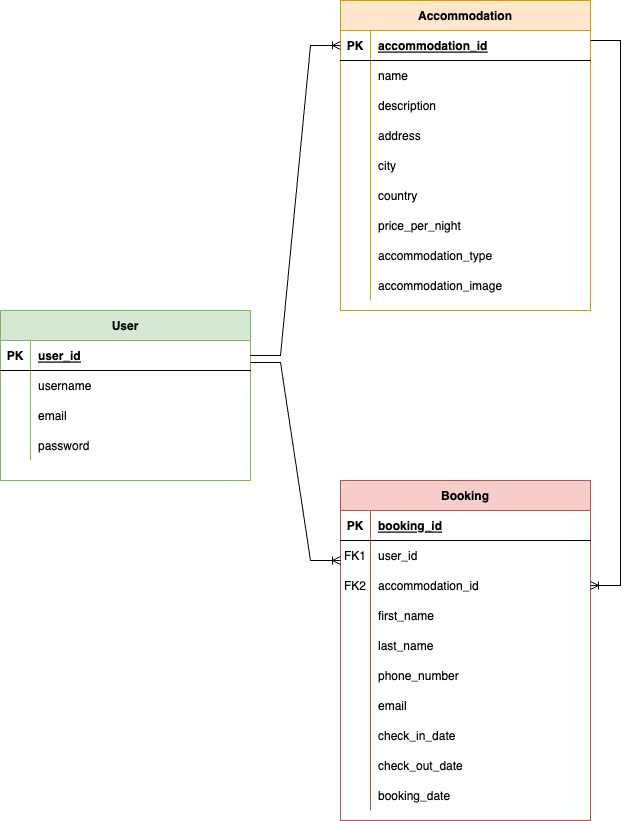 Accommodation
PK accommodation_id
name
description
address
city
country
price_per_night
accommodation_type
accommodation_image
User
PK user_id
username
email
password
Booking
PK booking_id
FK1 user_id
FK2 accommodation_id
first_name
last_name
phone_number
email
check_in_date
check_out_date
booking_date